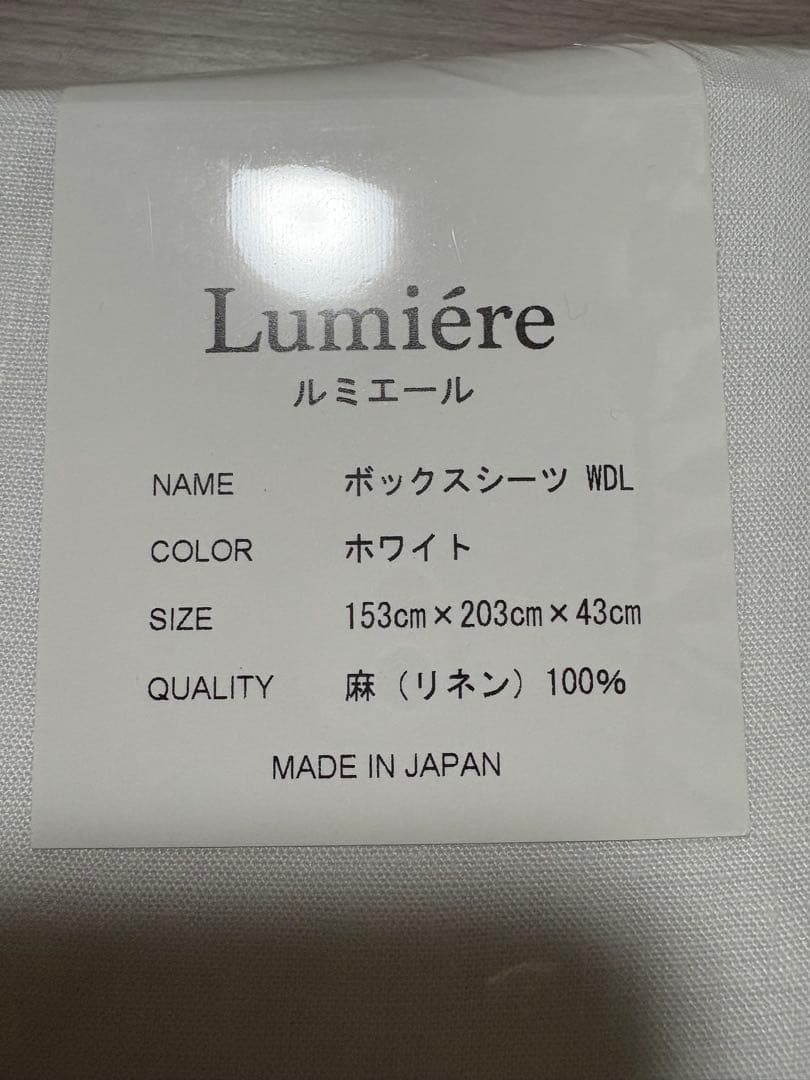 Lumiére
ルミエール
NAME ボックスシーツ WDL
COLOR ホワイト
SIZE 153cm×203cm×43cm
QUALITY 麻（リネン）100%
MADE IN JAPAN